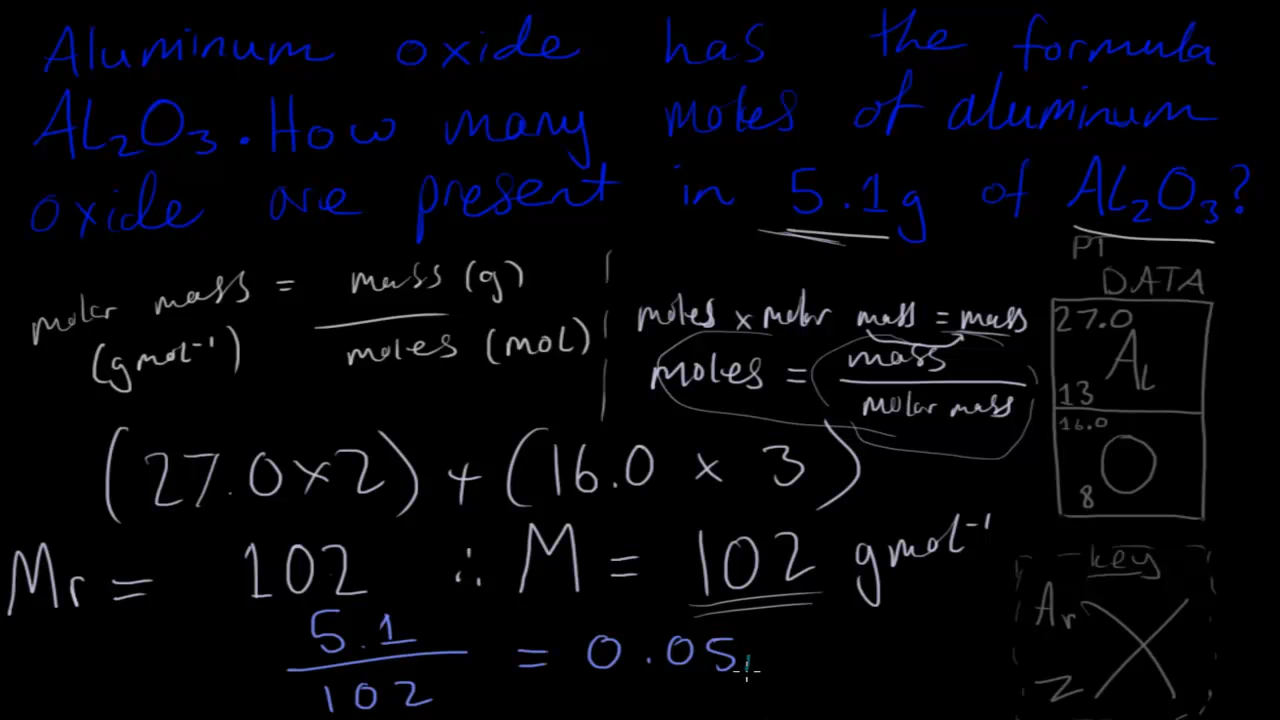 Aluminum oxide has the formula
Al₂O₃. How many moles of aluminum
oxide are present in 5.1g of Al₂O₃?
molar mass = mass (g) / moles (mol)
(gmol⁻¹)
moles × molar mass = mass
moles = mass / molar mass
PT
DATA
27.0
Al
13
16.0
O
8
(27.0×2) + (16.0 × 3)
Mr = 102 ∴ M = 102 gmol⁻¹
5.1 / 102 = 0.05
key
Ar
X
Z